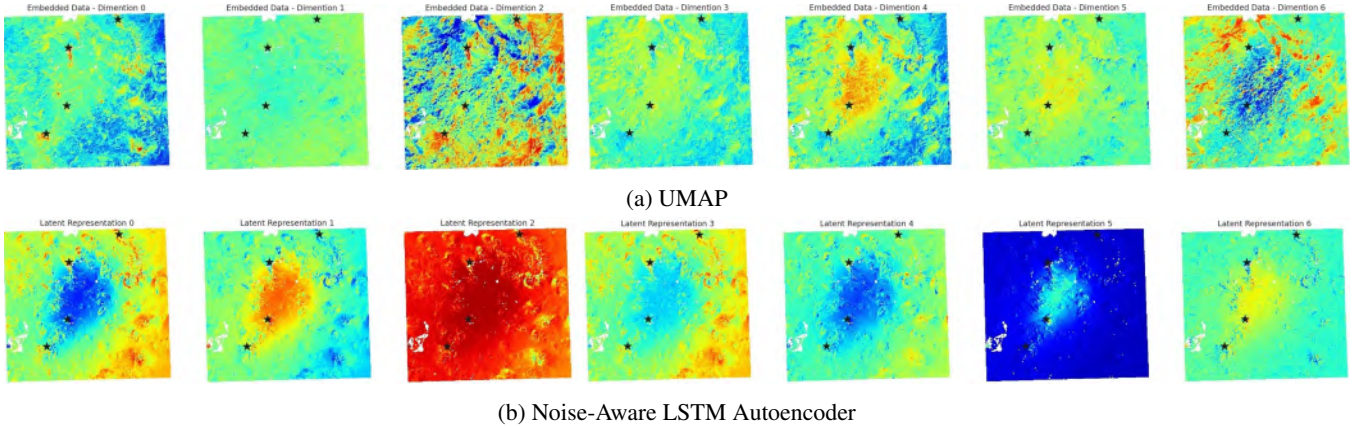 Embedded Data - Dimention 0 Embedded Data - Dimention 1 Embedded Data - Dimention 2 Embedded Data - Dimention 3 Embedded Data - Dimention 4 Embedded Data - Dimention 5 Embedded Data - Dimention 6
(a) UMAP
Latent Representation 0 Latent Representation 1 Latent Representation 2 Latent Representation 3 Latent Representation 4 Latent Representation 5 Latent Representation 6
(b) Noise-Aware LSTM Autoencoder